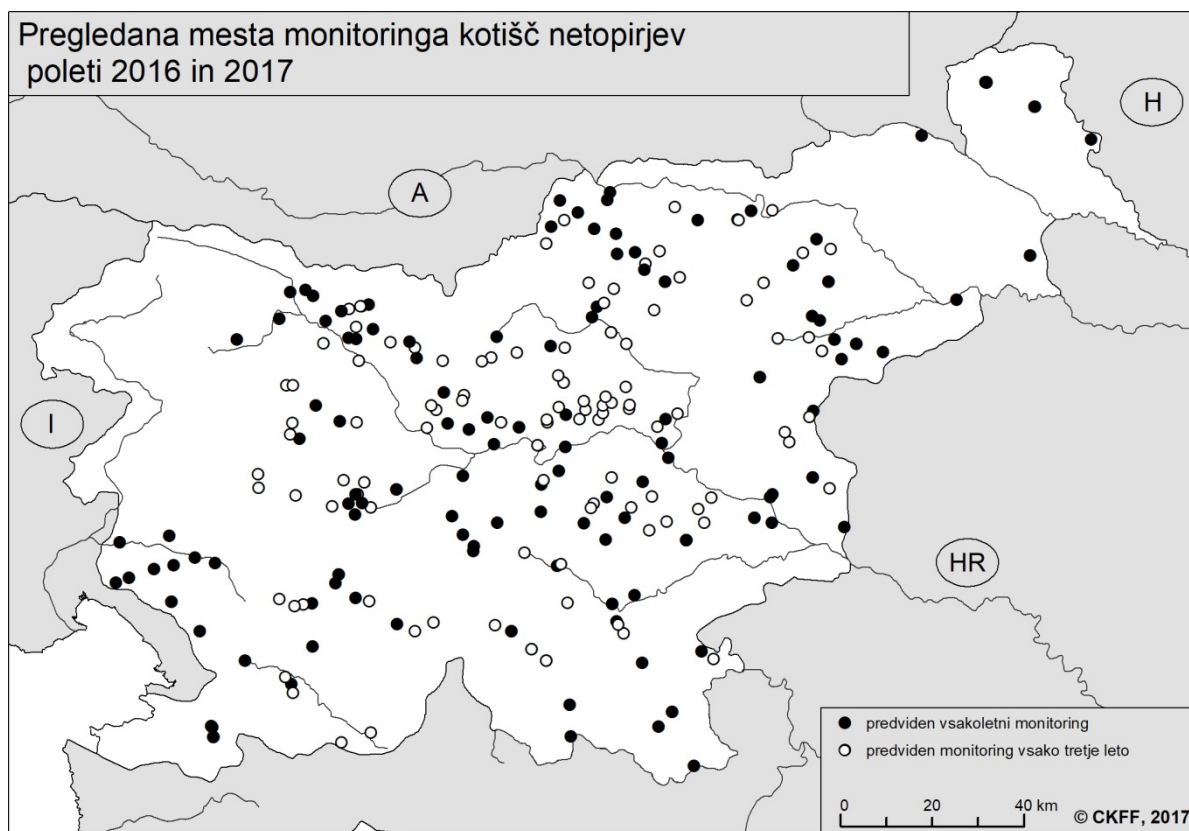 Pregledana mesta monitoringa kotišč netopirjev
poleti 2016 in 2017
H
A
I
HR
predviden vsakoletni monitoring
predviden monitoring vsako tretje leto
0 20 40 km
© CKFF, 2017